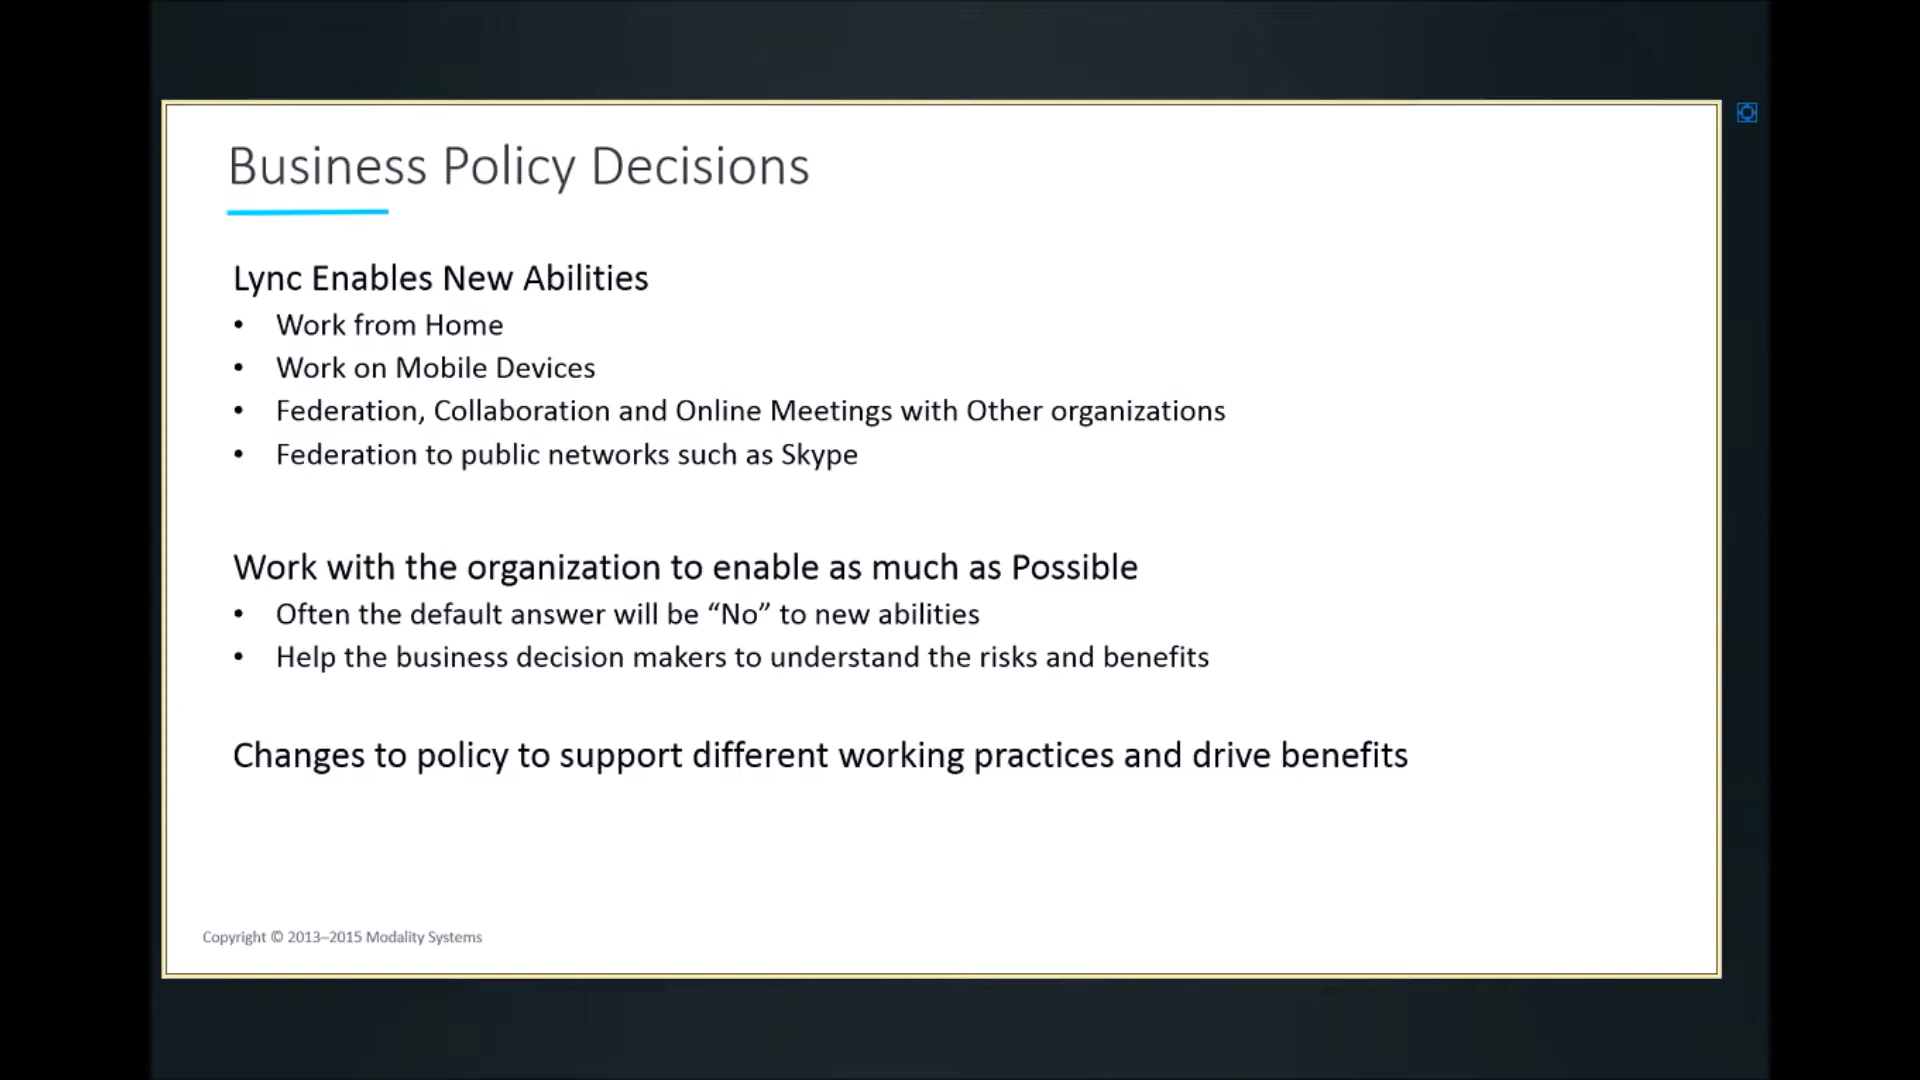 Business Policy Decisions
Lync Enables New Abilities
• Work from Home
• Work on Mobile Devices
• Federation, Collaboration and Online Meetings with Other organizations
• Federation to public networks such as Skype
Work with the organization to enable as much as Possible
• Often the default answer will be “No” to new abilities
• Help the business decision makers to understand the risks and benefits
Changes to policy to support different working practices and drive benefits
Copyright © 2013–2015 Modality Systems